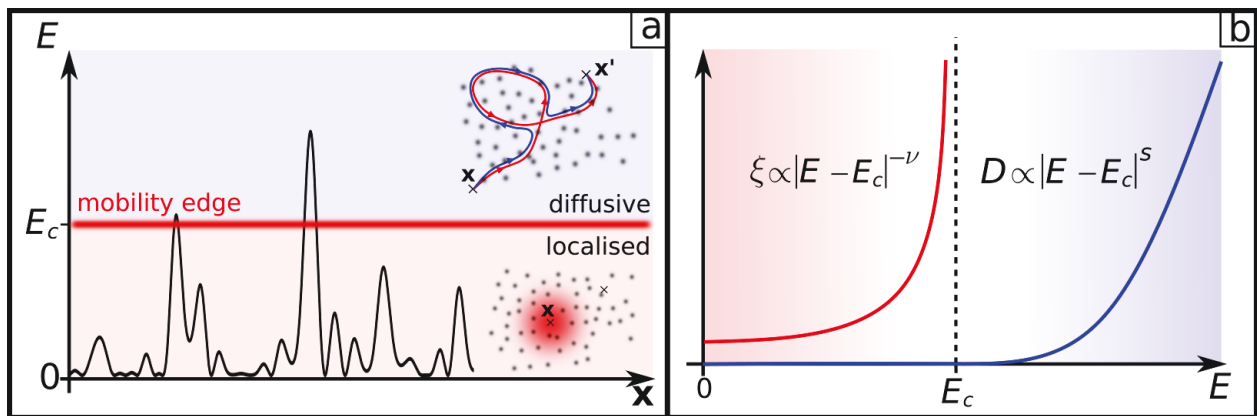 a
E
x'
x
mobility edge
diffusive
E_c
localised
x
0
x
b
ξ∝|E −E_c|^{−ν}
D∝|E −E_c|^s
0
E_c
E